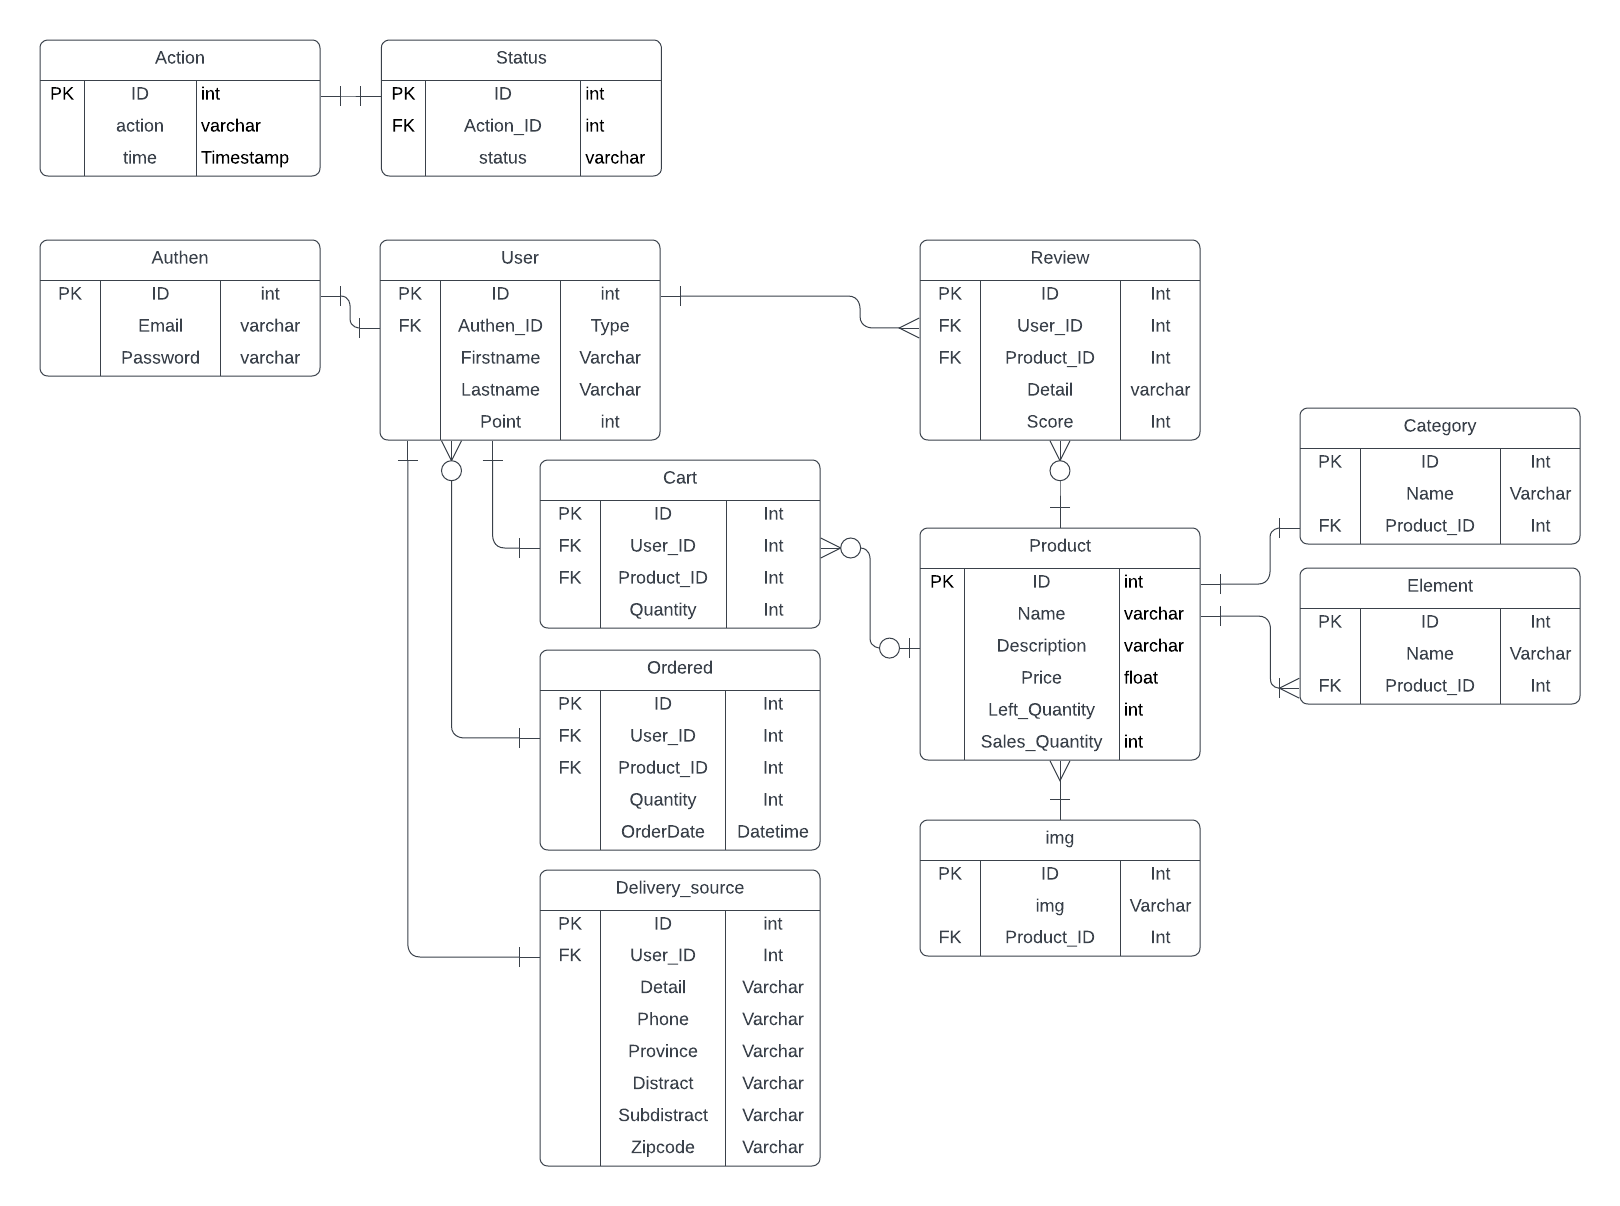 Action
PK ID int
action varchar
time Timestamp
Status
PK ID int
FK Action_ID int
status varchar
Authen
PK ID int
Email varchar
Password varchar
User
PK ID int
FK Authen_ID Type
Firstname Varchar
Lastname Varchar
Point int
Review
PK ID Int
FK User_ID Int
FK Product_ID Int
Detail varchar
Score Int
Category
PK ID Int
Name Varchar
FK Product_ID Int
Cart
PK ID Int
FK User_ID Int
FK Product_ID Int
Quantity Int
Product
PK ID int
Name varchar
Description varchar
Price float
Left_Quantity int
Sales_Quantity int
Element
PK ID Int
Name Varchar
FK Product_ID Int
Ordered
PK ID Int
FK User_ID Int
FK Product_ID Int
Quantity Int
OrderDate Datetime
img
PK ID Int
img Varchar
FK Product_ID Int
Delivery_source
PK ID int
FK User_ID Int
Detail Varchar
Phone Varchar
Province Varchar
Distract Varchar
Subdistract Varchar
Zipcode Varchar